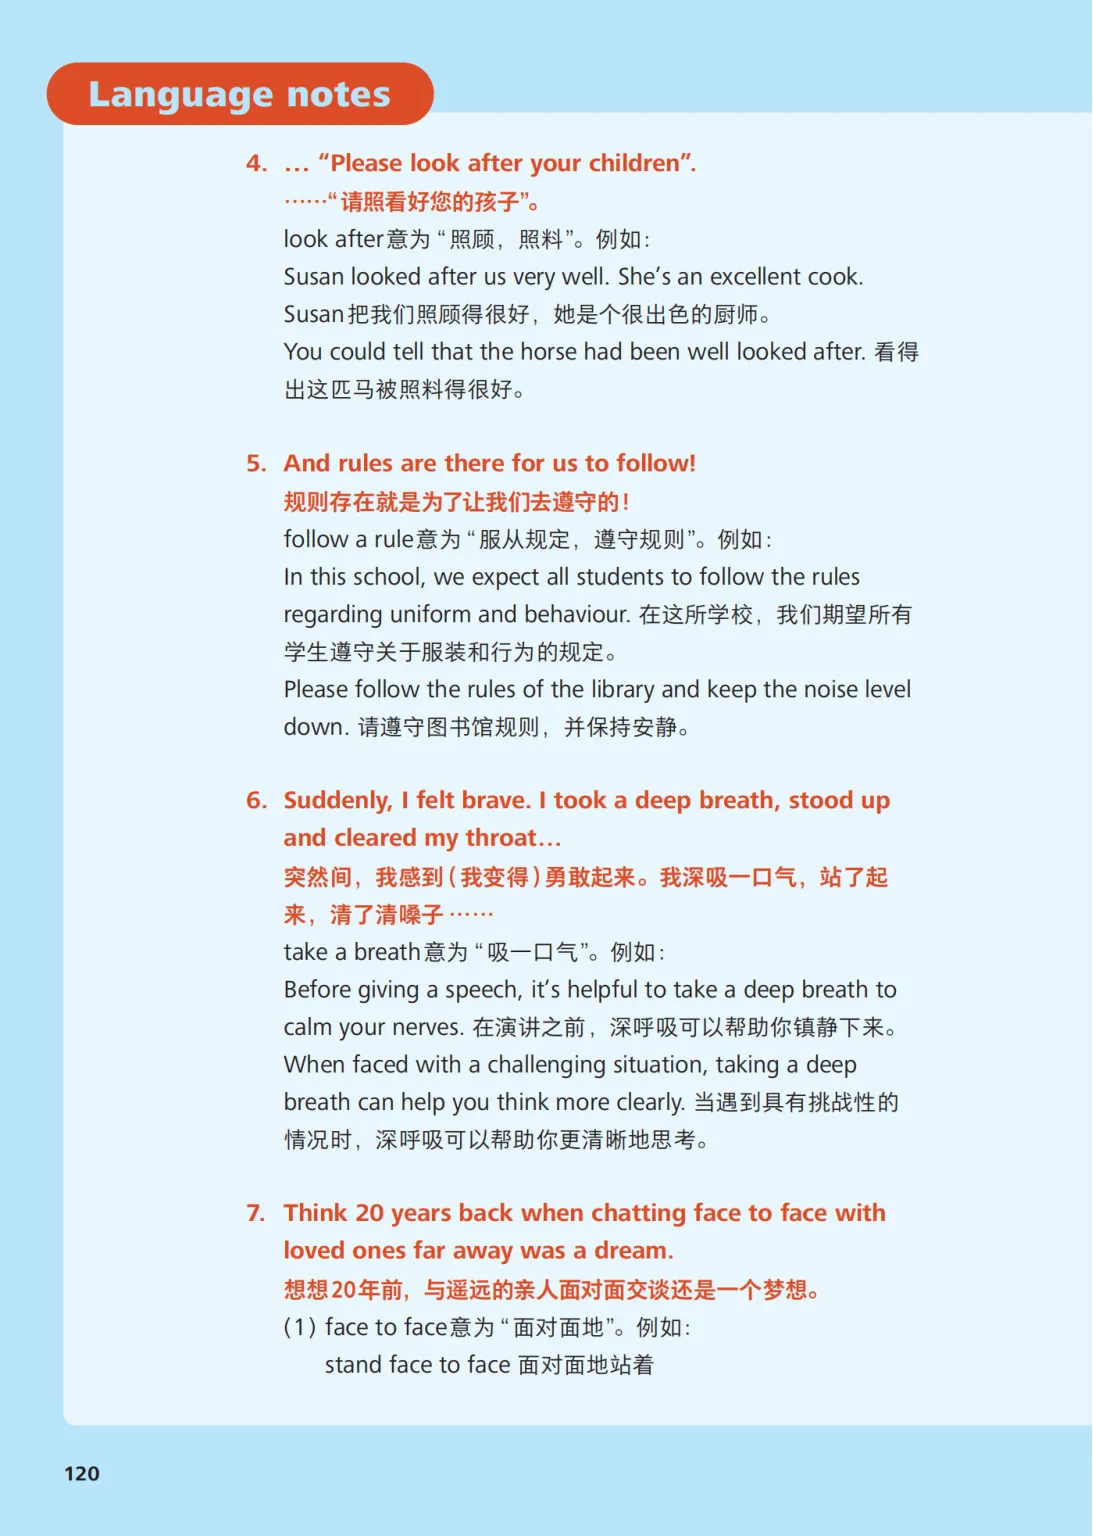 Language notes
4. … “Please look after your children”.
……“请照看好您的孩子”。
look after意为“照顾，照料”。例如：
Susan looked after us very well. She’s an excellent cook.
Susan把我们照顾得很好，她是个很出色的厨师。
You could tell that the horse had been well looked after. 看得
出这匹马被照料得很好。
5. And rules are there for us to follow!
规则存在就是为了让我们去遵守的！
follow a rule意为“服从规定，遵守规则”。例如：
In this school, we expect all students to follow the rules
regarding uniform and behaviour. 在这所学校，我们期望所有
学生遵守关于服装和行为的规定。
Please follow the rules of the library and keep the noise level
down. 请遵守图书馆规则，并保持安静。
6. Suddenly, I felt brave. I took a deep breath, stood up
and cleared my throat…
突然间，我感到（我变得）勇敢起来。我深吸一口气，站了起
来，清了清嗓子……
take a breath意为“吸一口气”。例如：
Before giving a speech, it’s helpful to take a deep breath to
calm your nerves. 在演讲之前，深呼吸可以帮助你镇静下来。
When faced with a challenging situation, taking a deep
breath can help you think more clearly. 当遇到具有挑战性的
情况时，深呼吸可以帮助你更清晰地思考。
7. Think 20 years back when chatting face to face with
loved ones far away was a dream.
想想20年前，与遥远的亲人面对面交谈还是一个梦想。
(1) face to face意为“面对面地”。例如：
stand face to face 面对面地站着
120